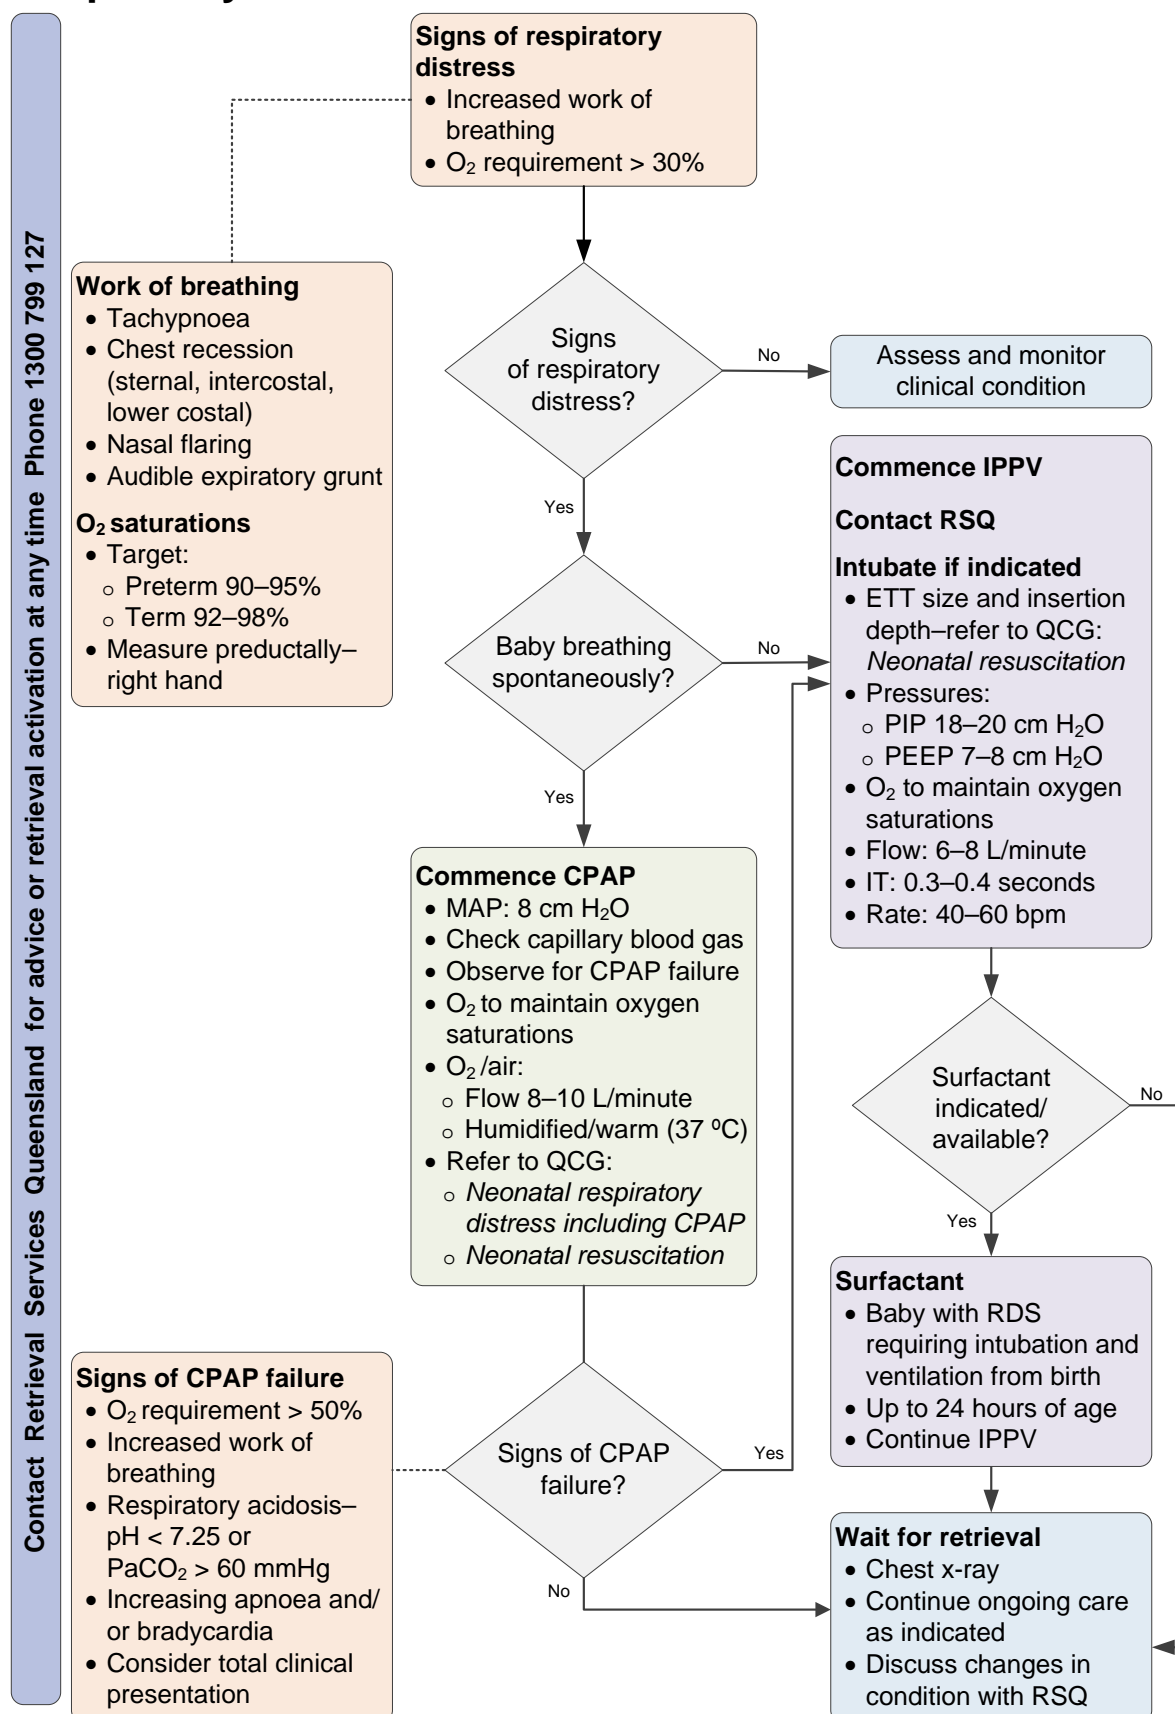 Contact Retrieval Services Queensland for advice or retrieval activation at any time Phone 1300 799 127
Signs of respiratory
distress
• Increased work of
breathing
• O₂ requirement > 30%
Work of breathing
• Tachypnoea
• Chest recession
(sternal, intercostal,
lower costal)
• Nasal flaring
• Audible expiratory grunt
O₂ saturations
• Target:
o Preterm 90–95%
o Term 92–98%
• Measure preductally–
right hand
Signs
of respiratory
distress?
No
Assess and monitor
clinical condition
Yes
Baby breathing
spontaneously?
No
Yes
Commence IPPV
Contact RSQ
Intubate if indicated
• ETT size and insertion
depth–refer to QCG:
Neonatal resuscitation
• Pressures:
o PIP 18–20 cm H₂O
o PEEP 7–8 cm H₂O
• O₂ to maintain oxygen
saturations
• Flow: 6–8 L/minute
• IT: 0.3–0.4 seconds
• Rate: 40–60 bpm
Commence CPAP
• MAP: 8 cm H₂O
• Check capillary blood gas
• Observe for CPAP failure
• O₂ to maintain oxygen
saturations
• O₂ /air:
o Flow 8–10 L/minute
o Humidified/warm (37 ºC)
• Refer to QCG:
o Neonatal respiratory
distress including CPAP
o Neonatal resuscitation
Surfactant
indicated/
available?
No
Yes
Surfactant
• Baby with RDS
requiring intubation and
ventilation from birth
• Up to 24 hours of age
• Continue IPPV
Signs of CPAP failure
• O₂ requirement > 50%
• Increased work of
breathing
• Respiratory acidosis–
pH < 7.25 or
PaCO₂ > 60 mmHg
• Increasing apnoea and/
or bradycardia
• Consider total clinical
presentation
Signs of CPAP
failure?
Yes
No
Wait for retrieval
• Chest x-ray
• Continue ongoing care
as indicated
• Discuss changes in
condition with RSQ